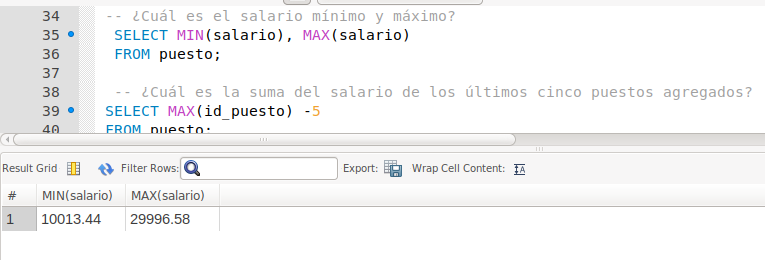 34 -- ¿Cuál es el salario mínimo y máximo?
35 SELECT MIN(salario), MAX(salario)
36 FROM puesto;
37
38 -- ¿Cuál es la suma del salario de los últimos cinco puestos agregados?
39 SELECT MAX(id_puesto) -5
40 FROM puesto;
Result Grid Filter Rows: Export: Wrap Cell Content: IA
# MIN(salario) MAX(salario)
1 10013.44 29996.58